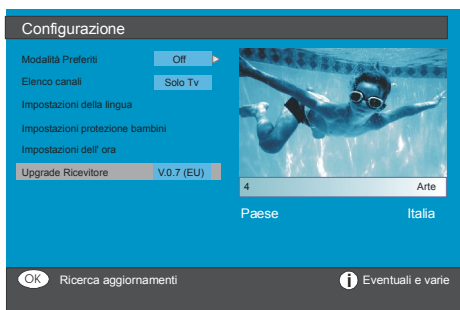 Configurazione
Modalità Preferiti Off
Elenco canali Solo Tv
Impostazioni della lingua
Impostazioni protezione bambini
Impostazioni dell' ora
Upgrade Ricevitore V.0.7 (EU)
4 Arte
Paese Italia
OK Ricerca aggiornamenti
i Eventuali e varie